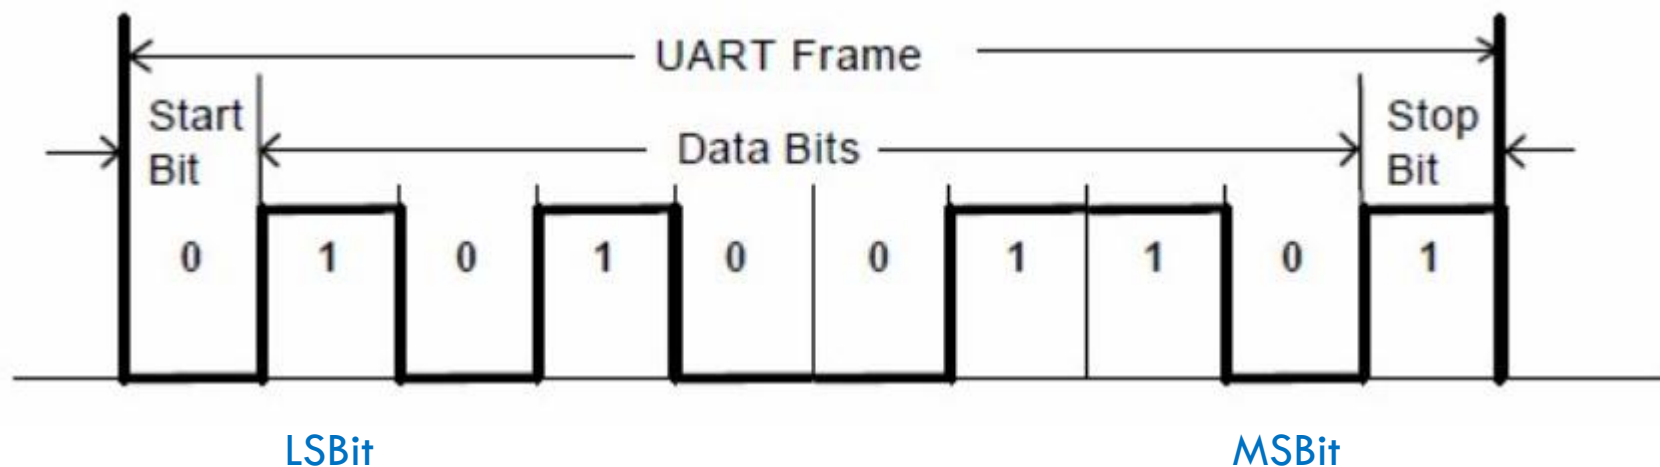 UART Frame
Start
Bit
Data Bits
Stop
Bit
0 1 0 1 0 0 1 1 0 1
LSBit MSBit